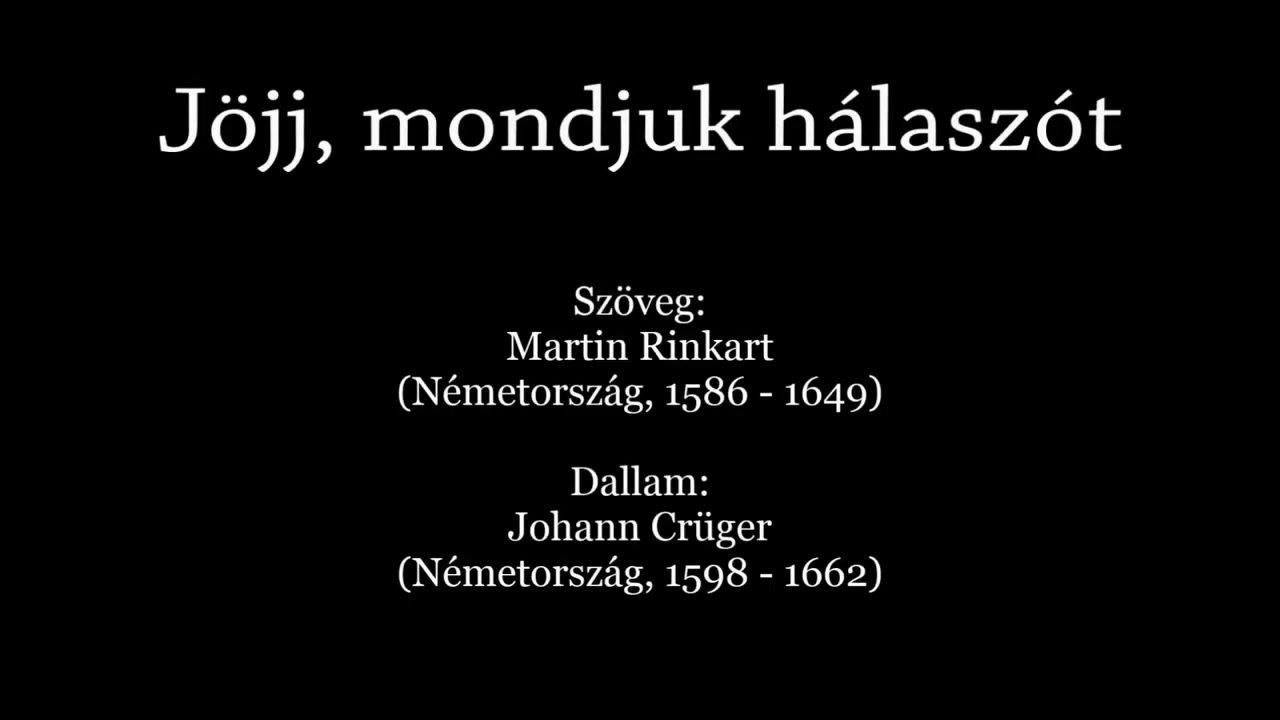 Jöjj, mondjuk hálaszót
Szöveg:
Martin Rinkart
(Németország, 1586 - 1649)
Dallam:
Johann Crüger
(Németország, 1598 - 1662)